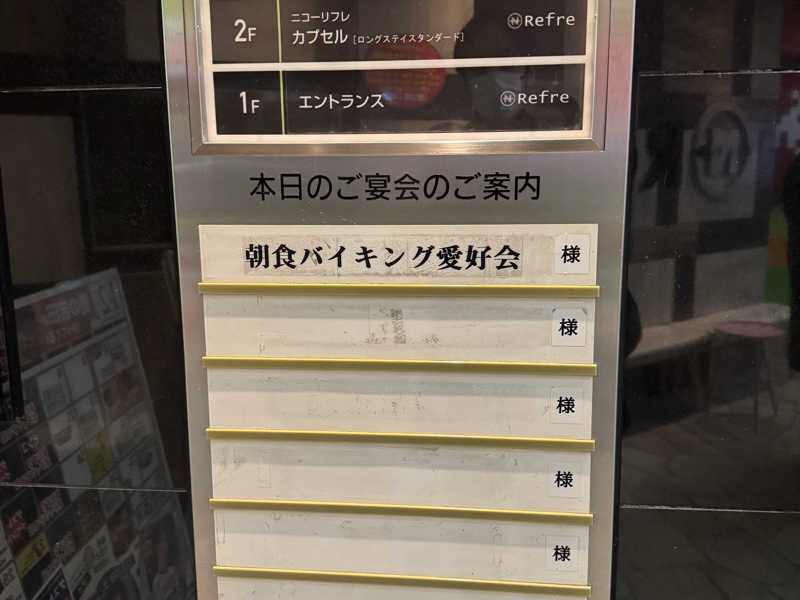 2F ニコーリフレ
カプセル [ロングステイスタンダード] Refre
1F エントランス Refre
本日のご宴会のご案内
朝食バイキング愛好会 様
様
様
様
様